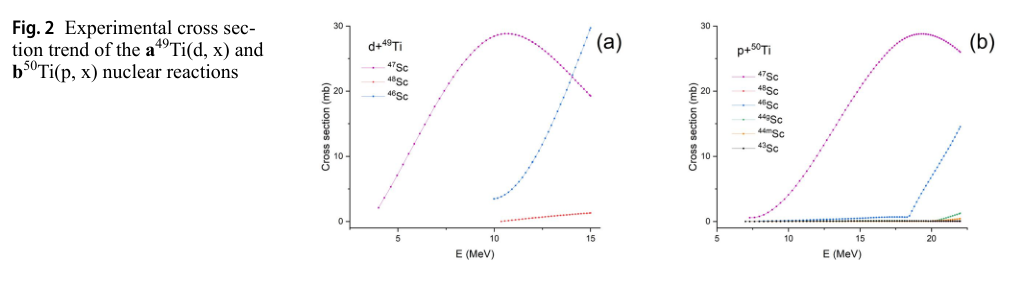 Fig. 2 Experimental cross sec-
tion trend of the a⁴⁹Ti(d, x) and
b⁵⁰Ti(p, x) nuclear reactions
30
20
10
0
Cross section (mb)
d+⁴⁹Ti
⁴⁷Sc
⁴⁸Sc
⁴⁶Sc
(a)
5
10
15
E (MeV)
30
20
10
0
Cross section (mb)
p+⁵⁰Ti
⁴⁷Sc
⁴⁸Sc
⁴⁶Sc
⁴⁴ᵍSc
⁴⁴ᵐSc
⁴³Sc
(b)
5
10
15
20
E (MeV)